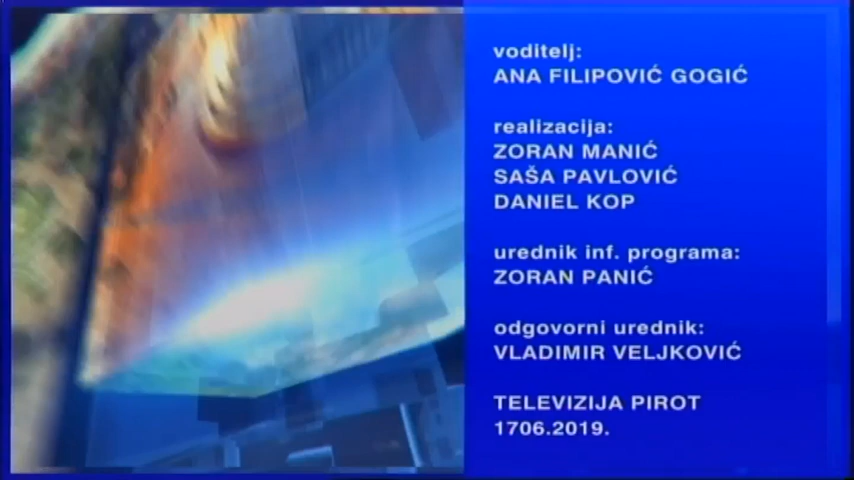 voditelj:
ANA FILIPOVIĆ GOGIĆ
realizacija:
ZORAN MANIĆ
SAŠA PAVLOVIĆ
DANIEL KOP
urednik inf. programa:
ZORAN PANIĆ
odgovorni urednik:
VLADIMIR VELJKOVIĆ
TELEVIZIJA PIROT
1706.2019.